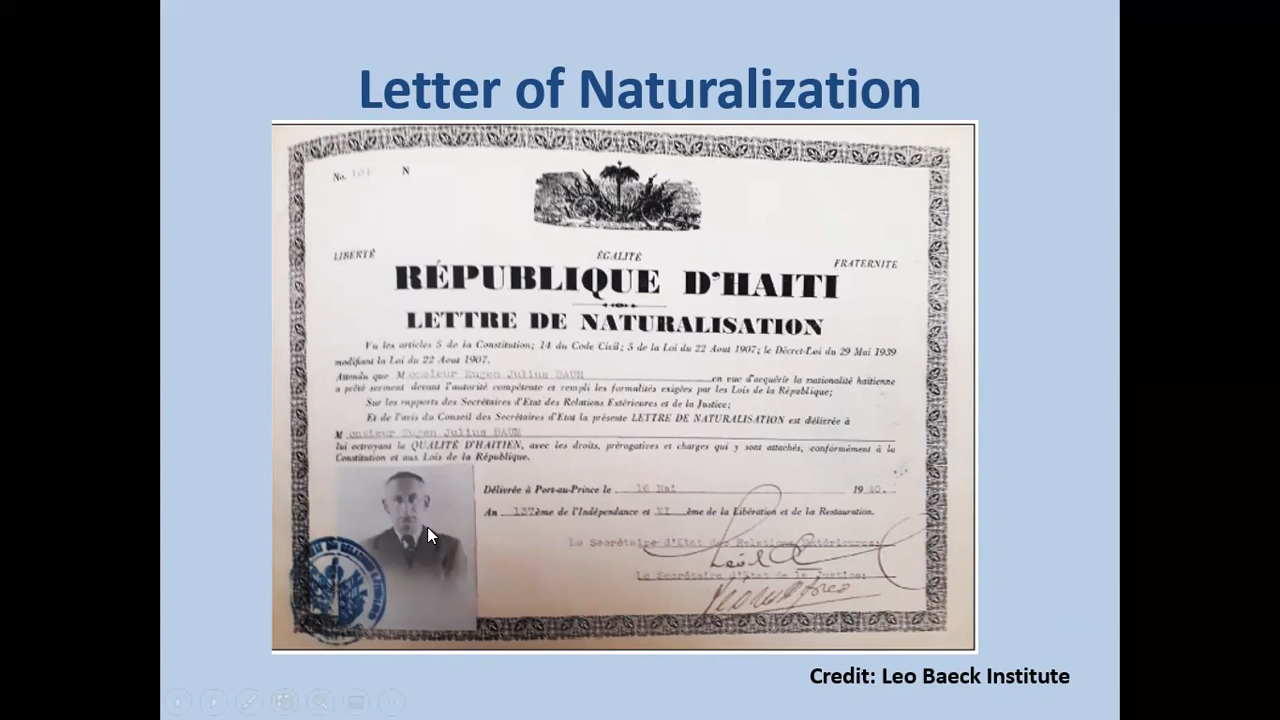 Letter of Naturalization
No. 104 N
LIBERTÉ ÉGALITÉ FRATERNITE
RÉPUBLIQUE D'HAITI
LETTRE DE NATURALISATION
Vu les articles 5 de la Constitution; 14 du Code Civil; 5 de la Loi du 22 Aout 1907; le Décret-Loi du 29 Mai 1939
modifiant la Loi du 22 Aout 1907.
Attendu que Monsieur Eugen Julius BAUM en vue d'acquérir la nationalité haïtienne
a prêté serment devant l'autorité compétente et rempli les formalités exigées par les Lois de la République;
Sur les rapports des Secrétaires d'Etat des Relations Extérieures et de la Justice;
Et de l'avis du Conseil des Secrétaires d'Etat la présente LETTRE DE NATURALISATION est délivrée à
Monsieur Eugen Julius BAUM
lui octroyant la QUALITÉ D'HAITIEN, avec les droits, prérogatives et charges qui y sont attachés, conformément à la
Constitution et aux Lois de la République.
Délivrée à Port-au-Prince le 16 Mai 1940.
An 137ème de l'Indépendance et VI ème de la Libération et de la Restauration.
Le Secrétaire d'Etat des Relations Extérieures:
Le Secrétaire d'Etat de la Justice:
Credit: Leo Baeck Institute